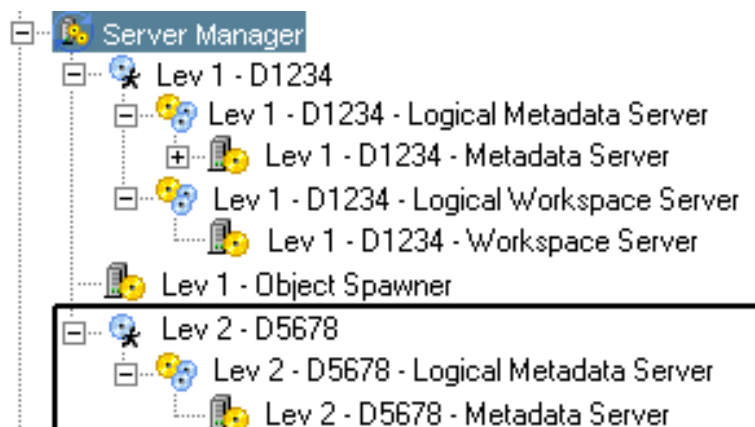 Server Manager
Lev 1 - D1234
Lev 1 - D1234 - Logical Metadata Server
Lev 1 - D1234 - Metadata Server
Lev 1 - D1234 - Logical Workspace Server
Lev 1 - D1234 - Workspace Server
Lev 1 - Object Spawner
Lev 2 - D5678
Lev 2 - D5678 - Logical Metadata Server
Lev 2 - D5678 - Metadata Server